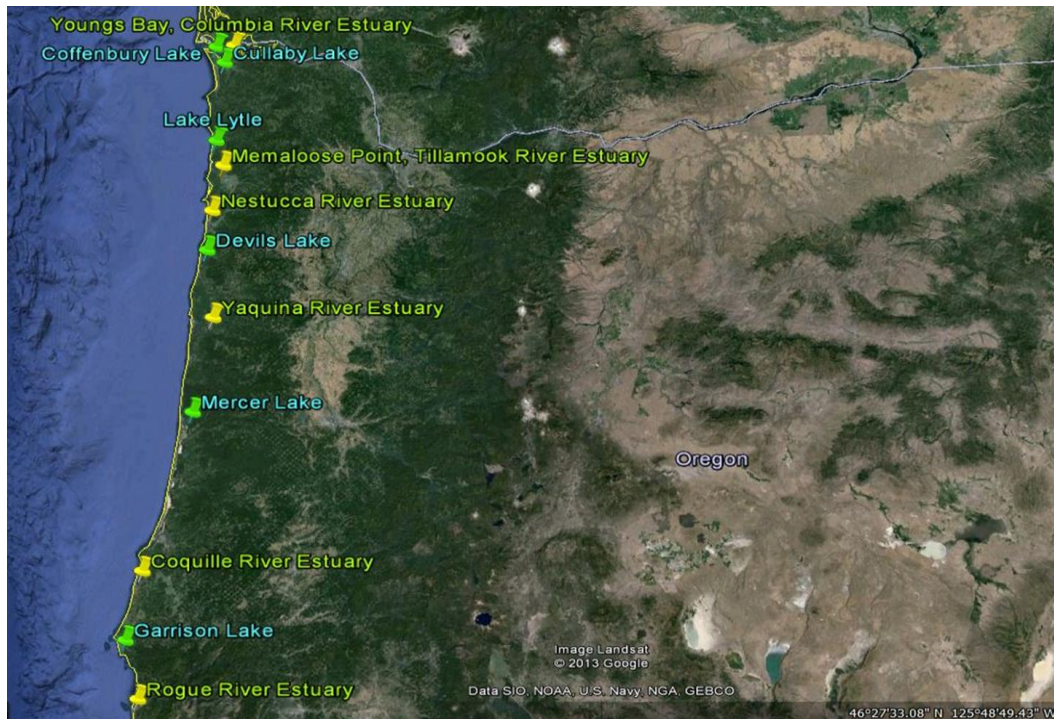 Youngs Bay, Columbia River Estuary
Coffenbury Lake
Cullaby Lake
Lake Lytle
Memaloose Point, Tillamook River Estuary
Nestucca River Estuary
Devils Lake
Yaquina River Estuary
Mercer Lake
Oregon
Coquille River Estuary
Garrison Lake
Image Landsat
© 2013 Google
Rogue River Estuary
Data SIO, NOAA, U.S. Navy, NGA, GEBCO
46°27'33.08" N 125°48'49.43" W